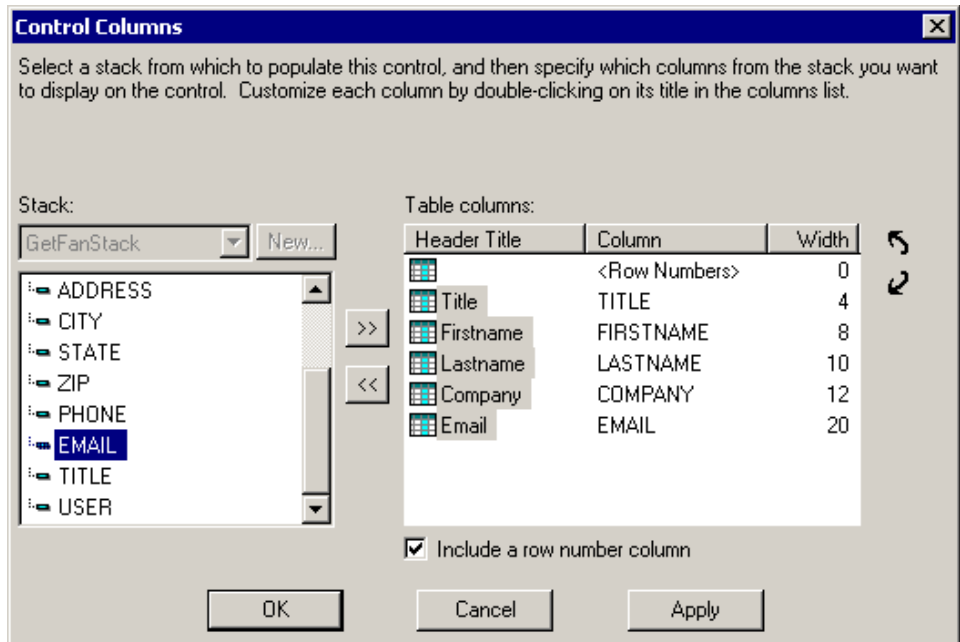 Control Columns
Select a stack from which to populate this control, and then specify which columns from the stack you want
to display on the control. Customize each column by double-clicking on its title in the columns list.
Stack:
GetFanStack
New...
ADDRESS
CITY
STATE
ZIP
PHONE
EMAIL
TITLE
USER
>>
<<
Table columns:
Header Title Column Width
<Row Numbers> 0
Title TITLE 4
Firstname FIRSTNAME 8
Lastname LASTNAME 10
Company COMPANY 12
Email EMAIL 20
Include a row number column
OK Cancel Apply